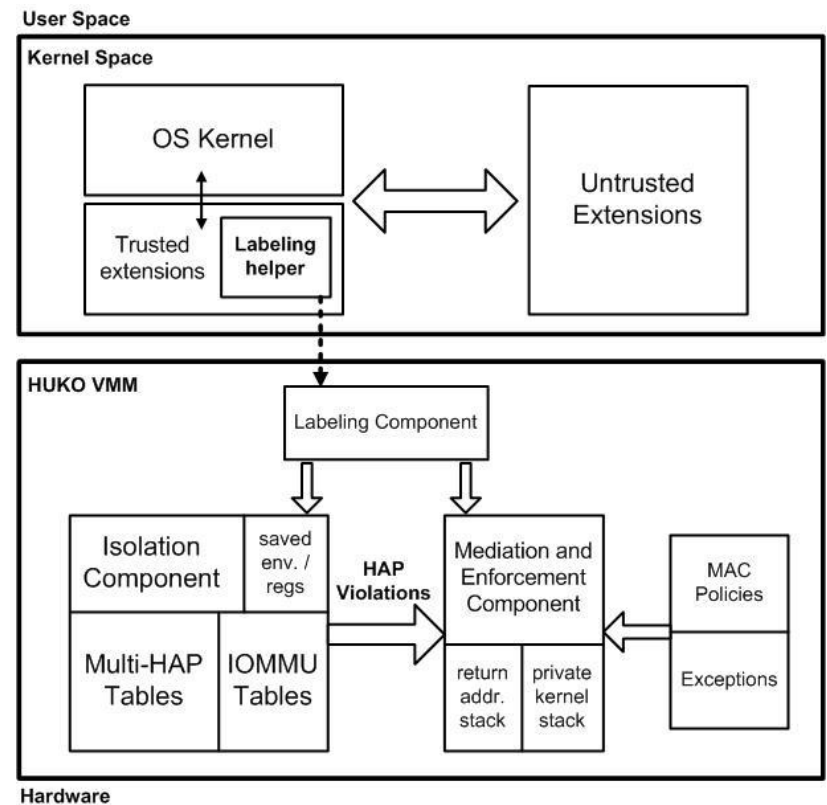 User Space
Kernel Space
OS Kernel
Trusted
extensions
Labeling
helper
Untrusted
Extensions
HUKO VMM
Labeling Component
Isolation
Component
saved
env. /
regs
Multi-HAP
Tables
IOMMU
Tables
HAP
Violations
Mediation and
Enforcement
Component
return
addr.
stack
private
kernel
stack
MAC
Policies
Exceptions
Hardware